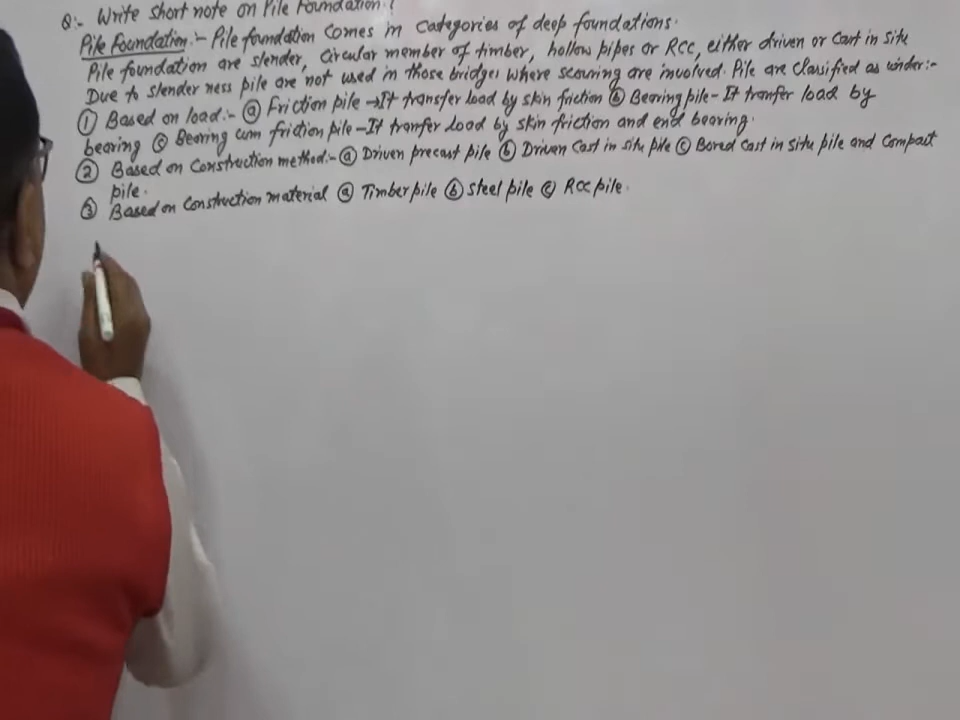 Q:- Write short note on Pile Foundation?
Pile Foundation:- Pile foundation comes in categories of deep foundations.
Pile foundation are slender, Circular member of timber, hollow pipes or RCC, either driven or Cast in site
Due to slender ness pile are not used in those bridges where scouring are involved. Pile are classified as under:-
① Based on load:- ⓐ Friction pile → It transfer load by skin friction ⓑ Bearing pile - It tranfer load by
bearing ⓒ Bearing cum friction pile - It tranfer Load by skin friction and end bearing.
② Based on Construction method:- ⓐ Driven precast pile ⓑ Driven Cast in situ pile ⓒ Bored Cast in situ pile and Compact
pile.
③ Based on Construction material ⓐ Timber pile ⓑ Steel pile ⓒ RCC pile.